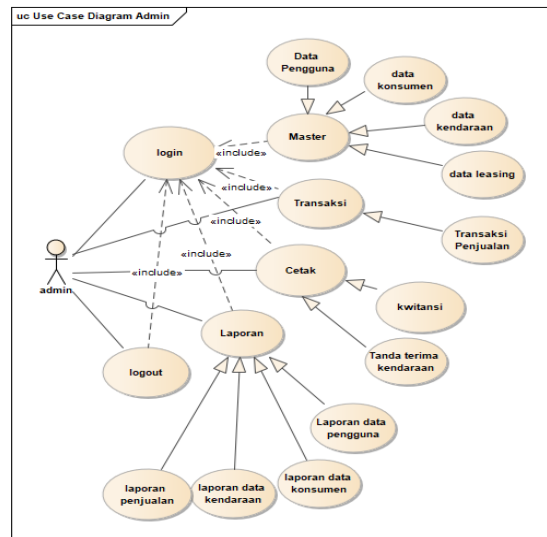 uc Use Case Diagram Admin
Data
Pengguna
data
konsumen
data
kendaraan
data leasing
Master
login
«include»
«include»
Transaksi
Transaksi
Penjualan
«include»
«include»
«include»
Cetak
admin
kwitansi
Tanda terima
kendaraan
Laporan
logout
Laporan data
pengguna
laporan
penjualan
laporan data
kendaraan
laporan data
konsumen